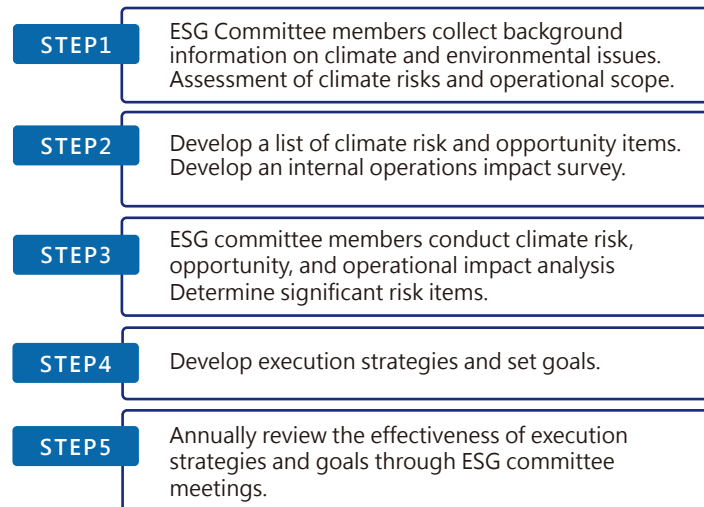 STEP1
ESG Committee members collect background
information on climate and environmental issues.
Assessment of climate risks and operational scope.
STEP2
Develop a list of climate risk and opportunity items.
Develop an internal operations impact survey.
STEP3
ESG committee members conduct climate risk,
opportunity, and operational impact analysis
Determine significant risk items.
STEP4
Develop execution strategies and set goals.
STEP5
Annually review the effectiveness of execution
strategies and goals through ESG committee
meetings.